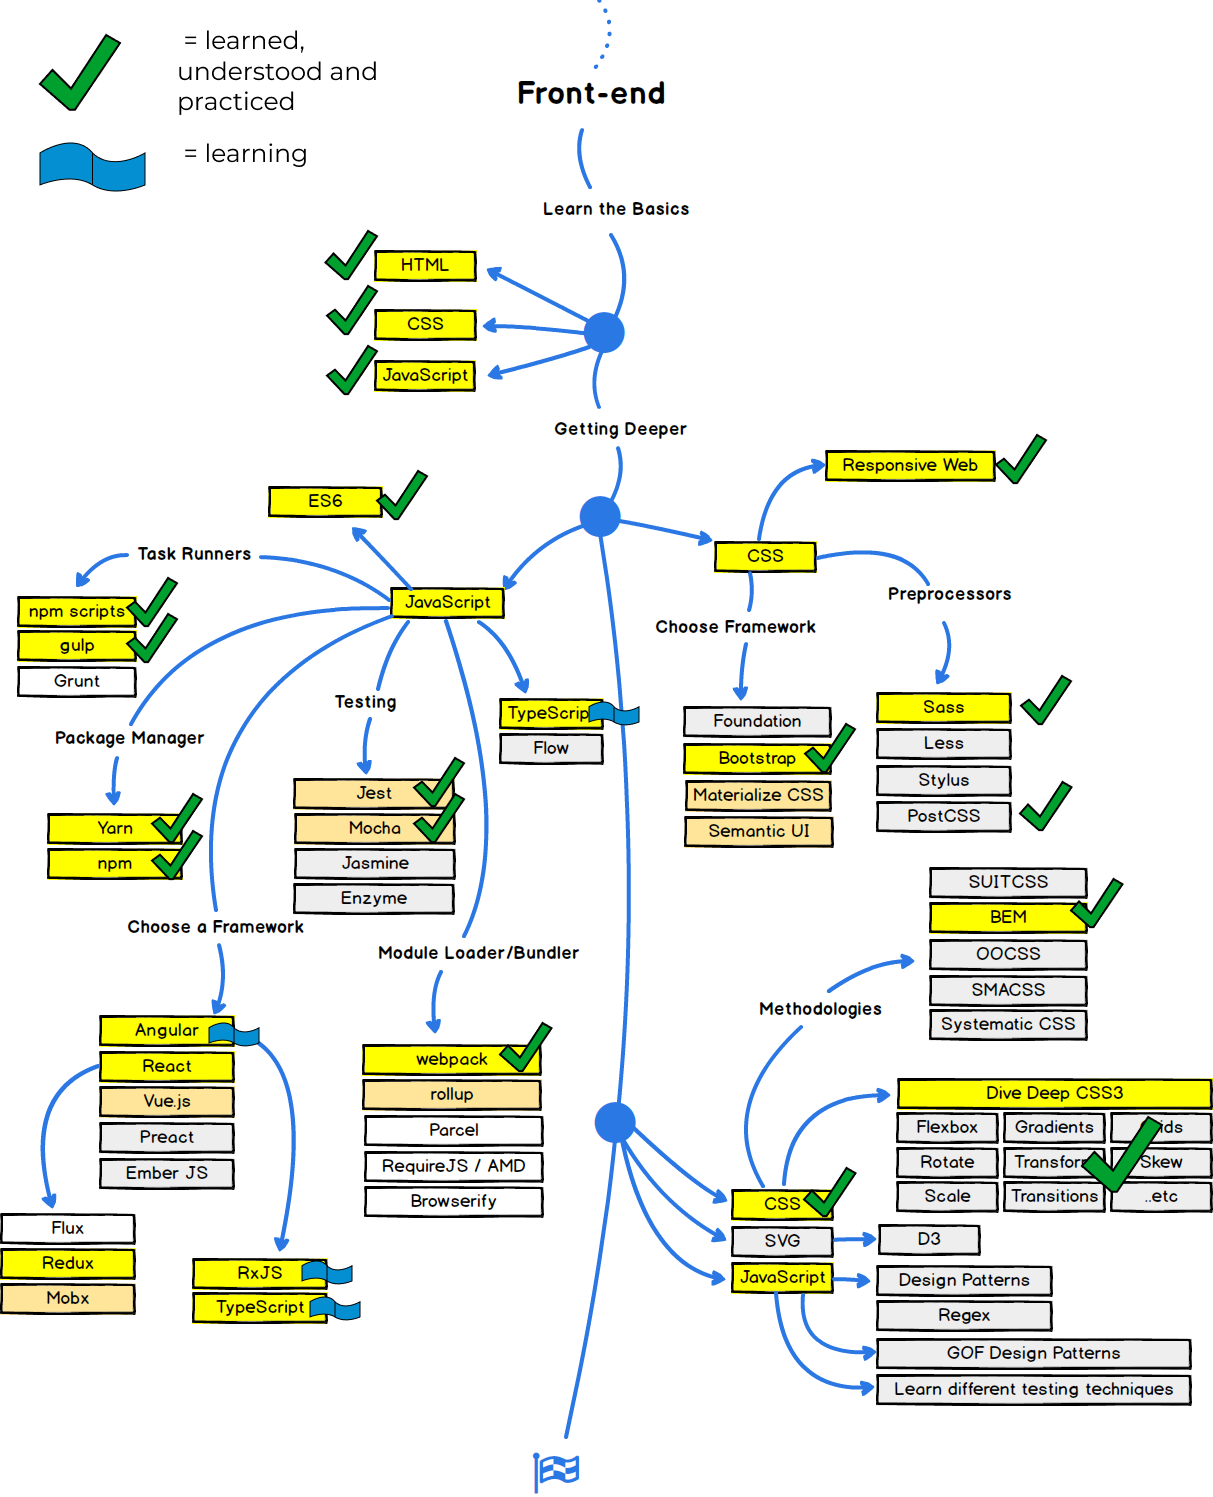 = learned,
understood and
practiced
= learning
Front-end
Learn the Basics
HTML
CSS
JavaScript
Getting Deeper
Responsive Web
ES6
Task Runners
CSS
npm scripts
JavaScript
Preprocessors
gulp
Choose Framework
Grunt
Testing
TypeScrip
Sass
Foundation
Package Manager
Flow
Less
Bootstrap
Stylus
Jest
Materialize CSS
PostCSS
Yarn
Mocha
Semantic UI
npm
Jasmine
SUITCSS
Enzyme
BEM
Choose a Framework
Module Loader/Bundler
OOCSS
SMACSS
Methodologies
Systematic CSS
Angular
webpack
React
rollup
Dive Deep CSS3
Vue.js
Parcel
Flexbox
Gradients
Preact
RequireJS / AMD
Rotate
Skew
Ember JS
Browserify
Scale
Transitions
..etc
CSS
Flux
SVG
D3
Redux
RxJS
JavaScript
Design Patterns
Mobx
TypeScript
Regex
GOF Design Patterns
Learn different testing techniques